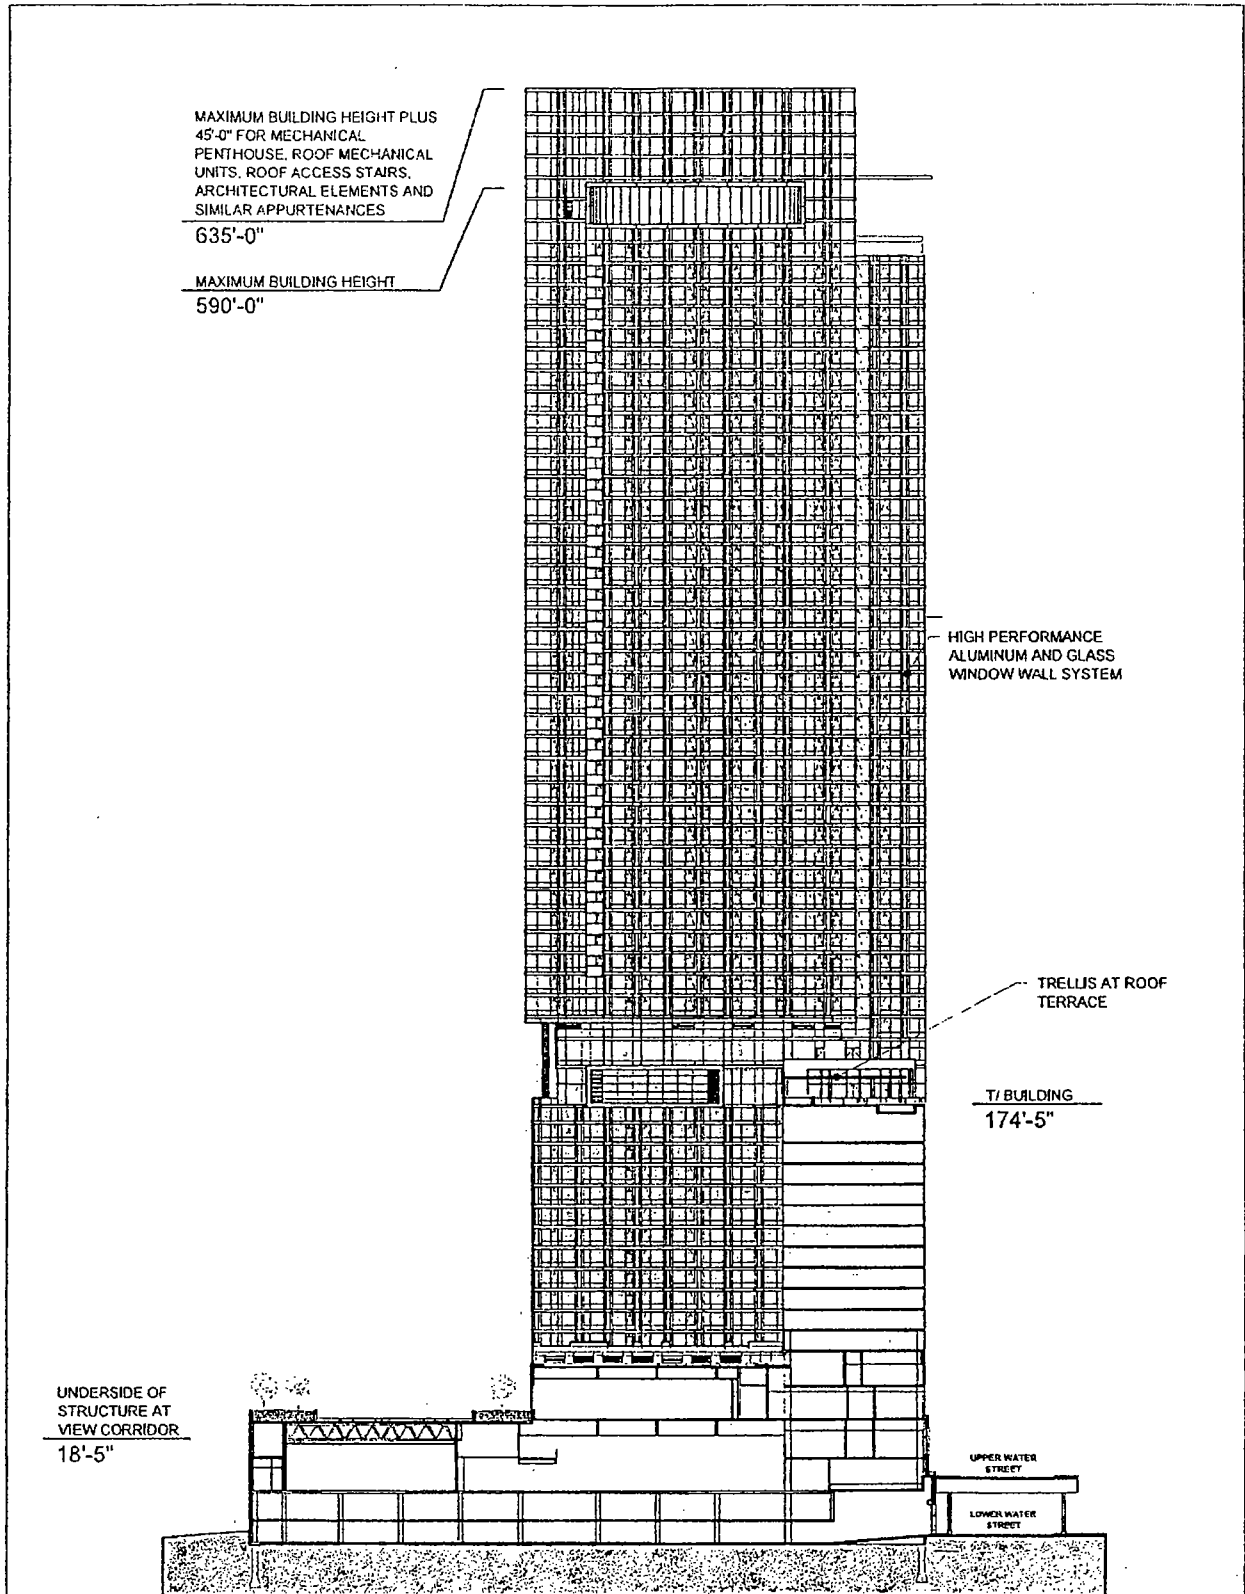 MAXIMUM BUILDING HEIGHT PLUS
45'-0" FOR MECHANICAL
PENTHOUSE, ROOF MECHANICAL
UNITS, ROOF ACCESS STAIRS,
ARCHITECTURAL ELEMENTS AND
SIMILAR APPURTENANCES
635'-0"
MAXIMUM BUILDING HEIGHT
590'-0"
HIGH PERFORMANCE
ALUMINUM AND GLASS
WINDOW WALL SYSTEM
TRELLIS AT ROOF
TERRACE
T/ BUILDING
174'-5"
UNDERSIDE OF
STRUCTURE AT
VIEW CORRIDOR
18'-5"
UPPER WATER
STREET
LOWER WATER
STREET